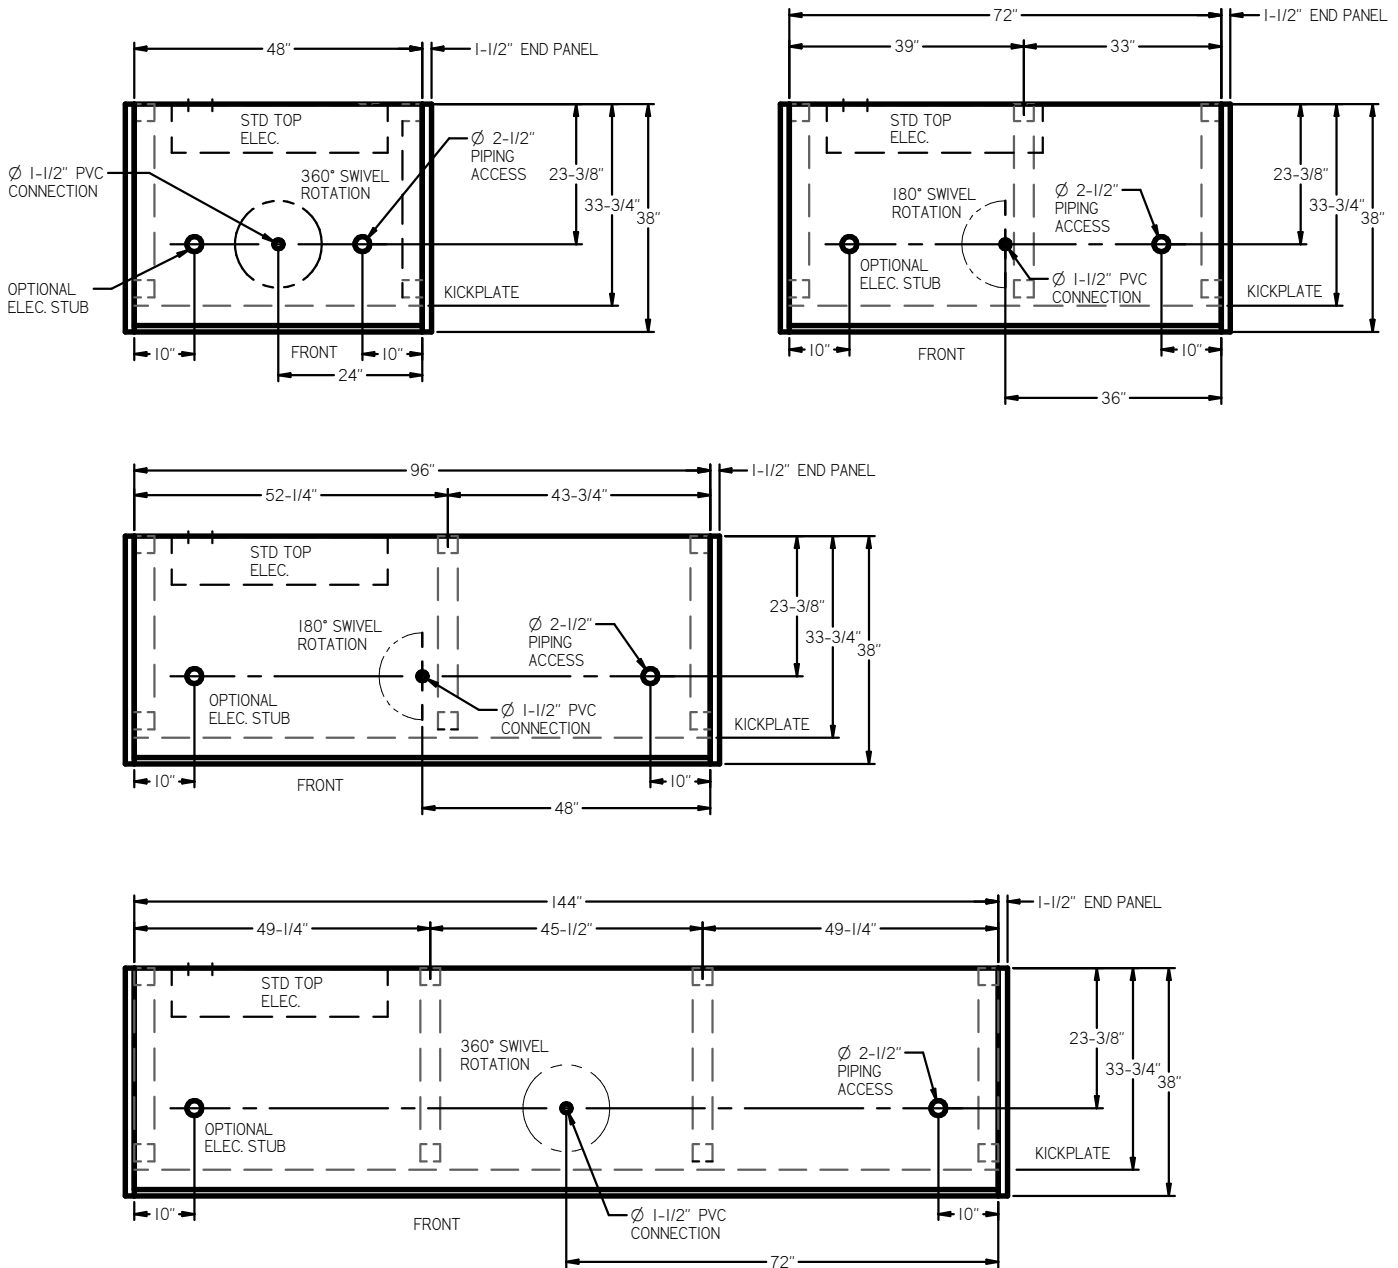 48"
1-1/2" END PANEL
STD TOP
ELEC.
Ø 2-1/2"
PIPING
ACCESS
Ø 1-1/2" PVC
CONNECTION
360° SWIVEL
ROTATION
23-3/8"
33-3/4"
38"
OPTIONAL
ELEC. STUB
KICKPLATE
10"
FRONT
10"
24"
72"
1-1/2" END PANEL
39"
33"
STD TOP
ELEC.
23-3/8"
180° SWIVEL
ROTATION
Ø 2-1/2"
PIPING
ACCESS
33-3/4"
38"
OPTIONAL
ELEC. STUB
Ø 1-1/2" PVC
CONNECTION
KICKPLATE
10"
FRONT
10"
36"
96"
1-1/2" END PANEL
52-1/4"
43-3/4"
STD TOP
ELEC.
23-3/8"
180° SWIVEL
ROTATION
Ø 2-1/2"
PIPING
ACCESS
33-3/4"
38"
OPTIONAL
ELEC. STUB
Ø 1-1/2" PVC
CONNECTION
KICKPLATE
10"
FRONT
10"
48"
144"
1-1/2" END PANEL
49-1/4"
45-1/2"
49-1/4"
STD TOP
ELEC.
23-3/8"
360° SWIVEL
ROTATION
Ø 2-1/2"
PIPING
ACCESS
33-3/4"
38"
OPTIONAL
ELEC. STUB
KICKPLATE
10"
FRONT
Ø 1-1/2" PVC
CONNECTION
10"
72"